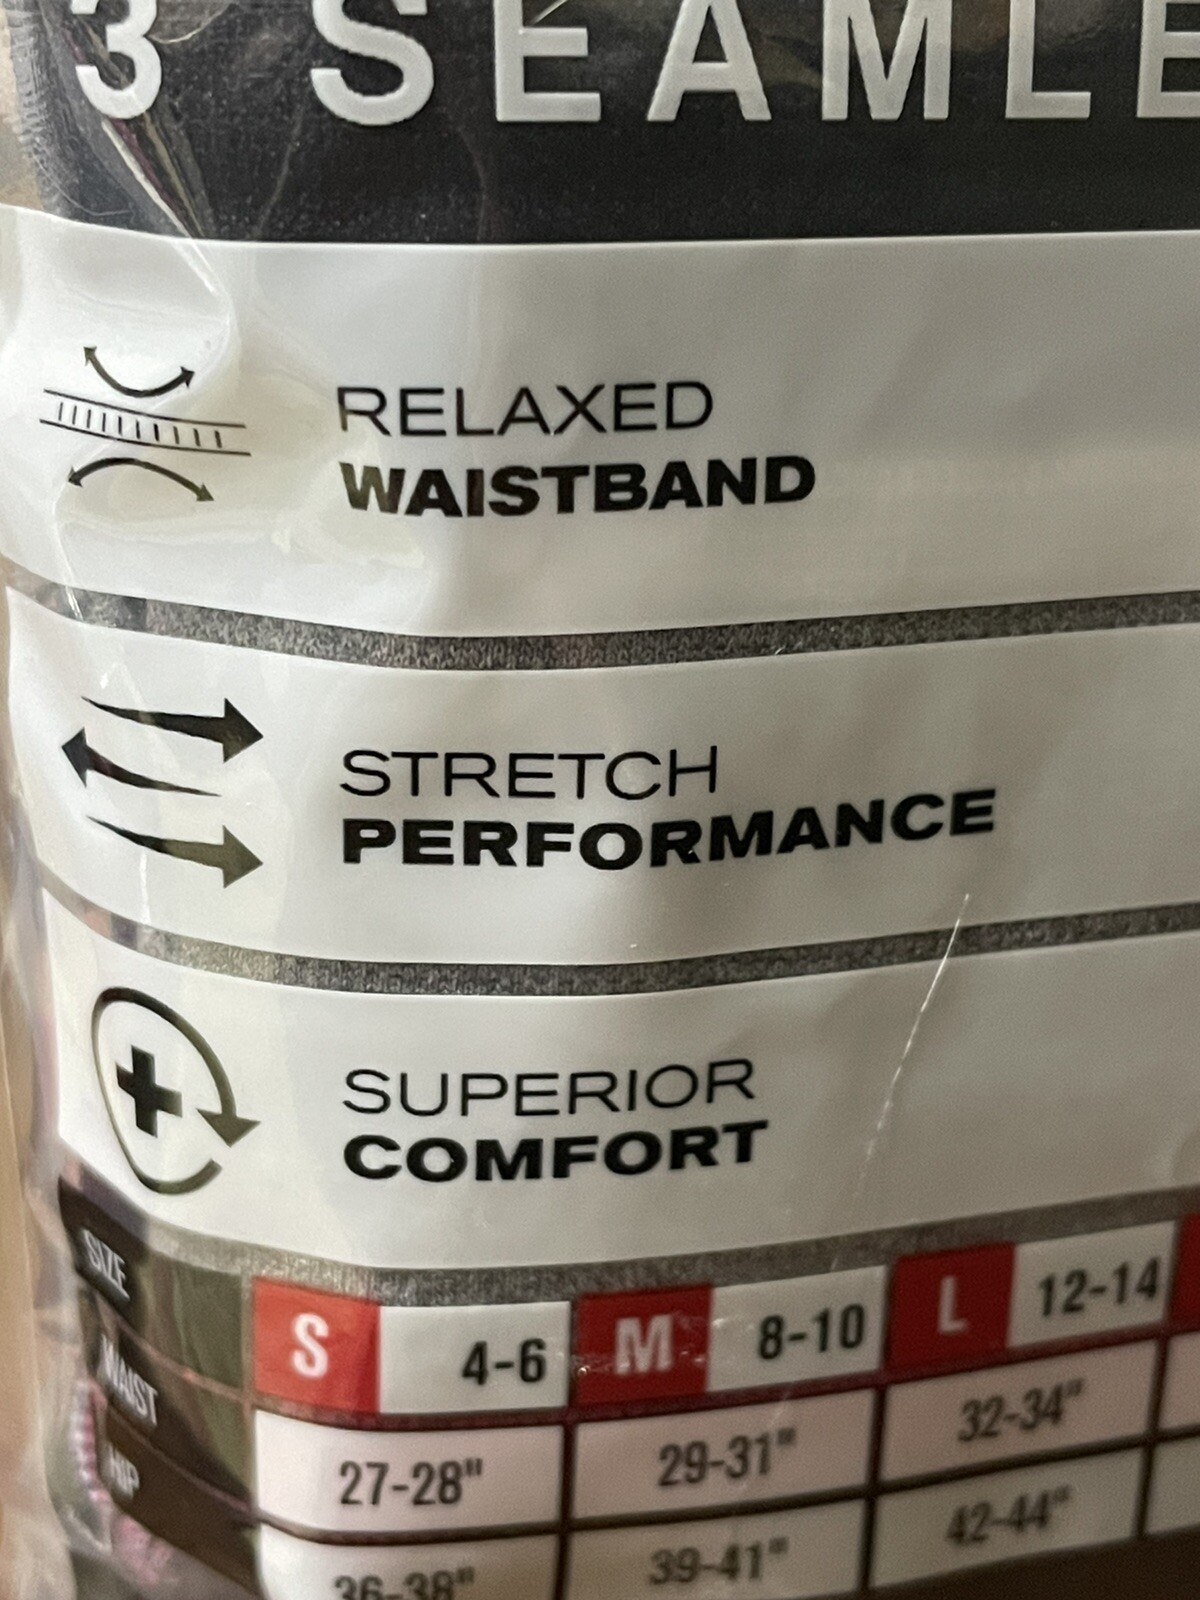 3 SEAMLE
RELAXED
WAISTBAND
STRETCH
PERFORMANCE
SUPERIOR
COMFORT
SIZE S 4-6 M 8-10 L 12-14
WAIST 27-28" 29-31" 32-34"
HIP 36-38" 39-41" 42-44"